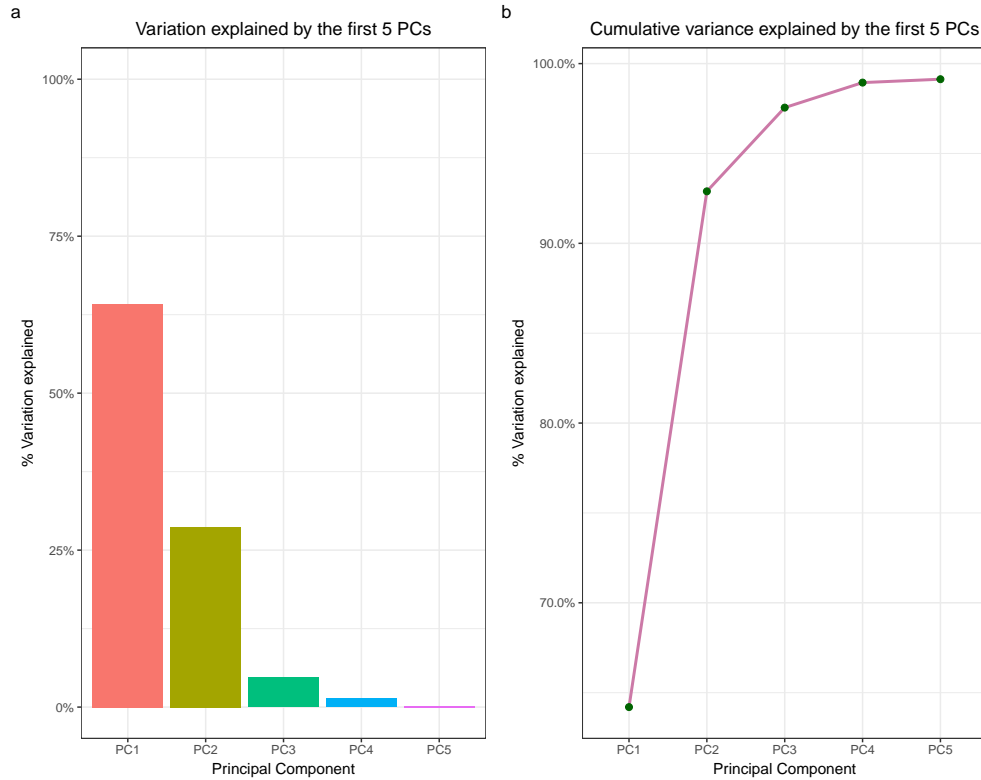 a
Variation explained by the first 5 PCs
100%
75%
50%
25%
0%
% Variation explained
PC1 PC2 PC3 PC4 PC5
Principal Component
b
Cumulative variance explained by the first 5 PCs
100.0%
90.0%
80.0%
70.0%
% Variation explained
PC1 PC2 PC3 PC4 PC5
Principal Component